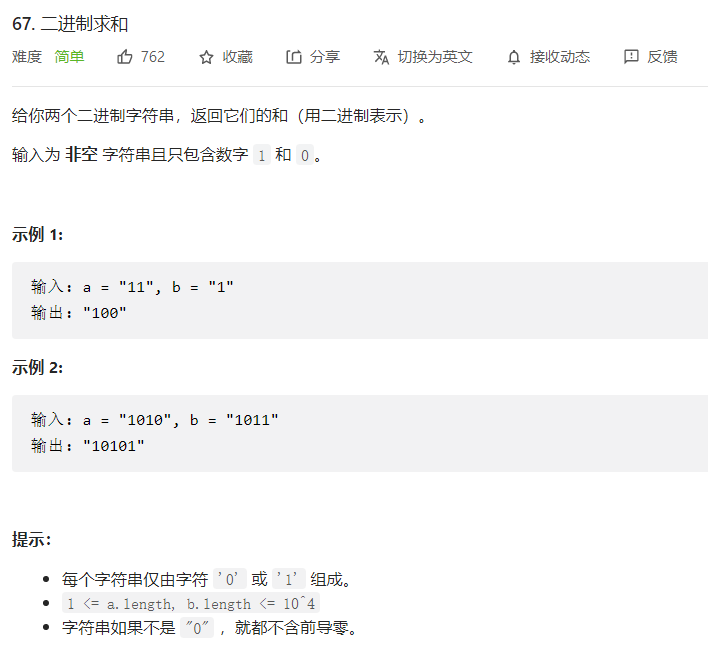 67. 二进制求和
难度 简单 762 收藏 分享 切换为英文 接收动态 反馈
给你两个二进制字符串，返回它们的和（用二进制表示）。
输入为 非空 字符串且只包含数字 1 和 0。
示例 1:
输入: a = "11", b = "1"
输出: "100"
示例 2:
输入: a = "1010", b = "1011"
输出: "10101"
提示：
每个字符串仅由字符 '0' 或 '1' 组成。
1 <= a.length, b.length <= 10^4
字符串如果不是 "0" ，就都不含前导零。